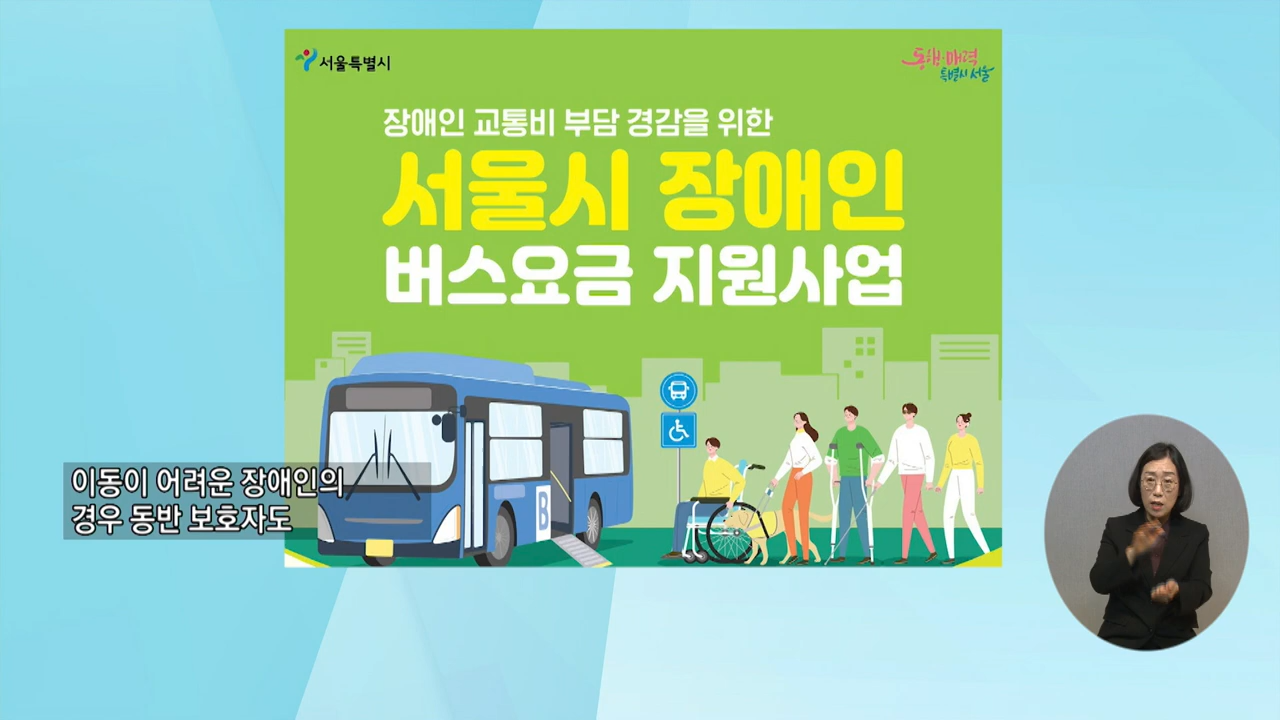 서울특별시
동행·매력
특별시 서울
장애인 교통비 부담 경감을 위한
서울시 장애인
버스요금 지원사업
B
이동이 어려운 장애인의
경우 동반 보호자도